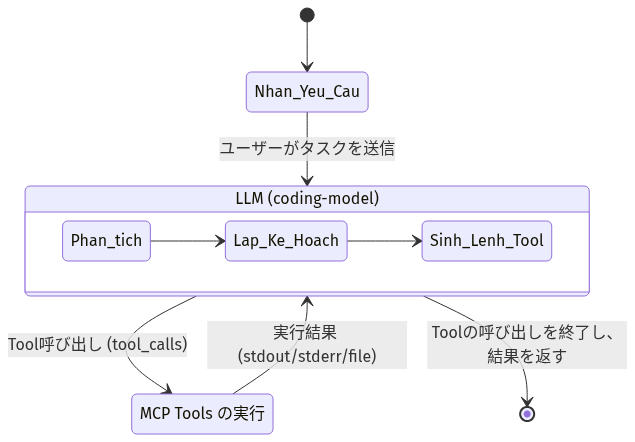 Nhan_Yeu_Cau
ユーザーがタスクを送信
LLM (coding-model)
Phan_tich
Lap_Ke_Hoach
Sinh_Lenh_Tool
Tool呼び出し (tool_calls)
実行結果
(stdout/stderr/file)
Toolの呼び出しを終了し、
結果を返す
MCP Tools の実行